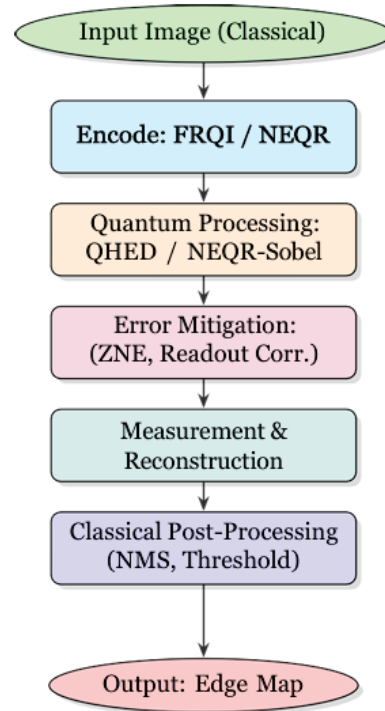 Input Image (Classical)
Encode: FRQI / NEQR
Quantum Processing:
QHED / NEQR-Sobel
Error Mitigation:
(ZNE, Readout Corr.)
Measurement &
Reconstruction
Classical Post-Processing
(NMS, Threshold)
Output: Edge Map